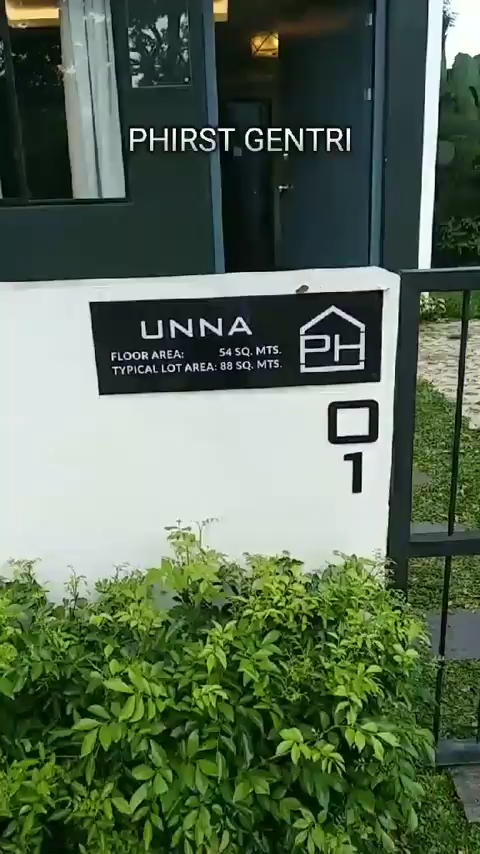 PHIRST GENTRI
UNNA
FLOOR AREA: 54 SQ. MTS.
TYPICAL LOT AREA: 88 SQ. MTS.
PH
0
1